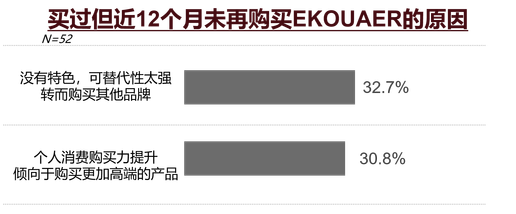 买过但近12个月未再购买EKOUAER的原因
N=52
没有特色，可替代性太强
转而购买其他品牌
32.7%
个人消费购买力提升
倾向于购买更加高端的产品
30.8%